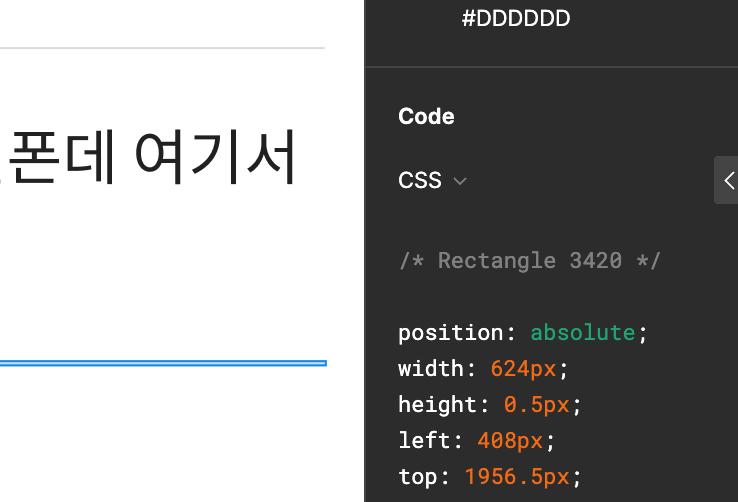 #DDDDDD
폰데 여기서
Code
CSS
/* Rectangle 3420 */
position: absolute;
width: 624px;
height: 0.5px;
left: 408px;
top: 1956.5px;